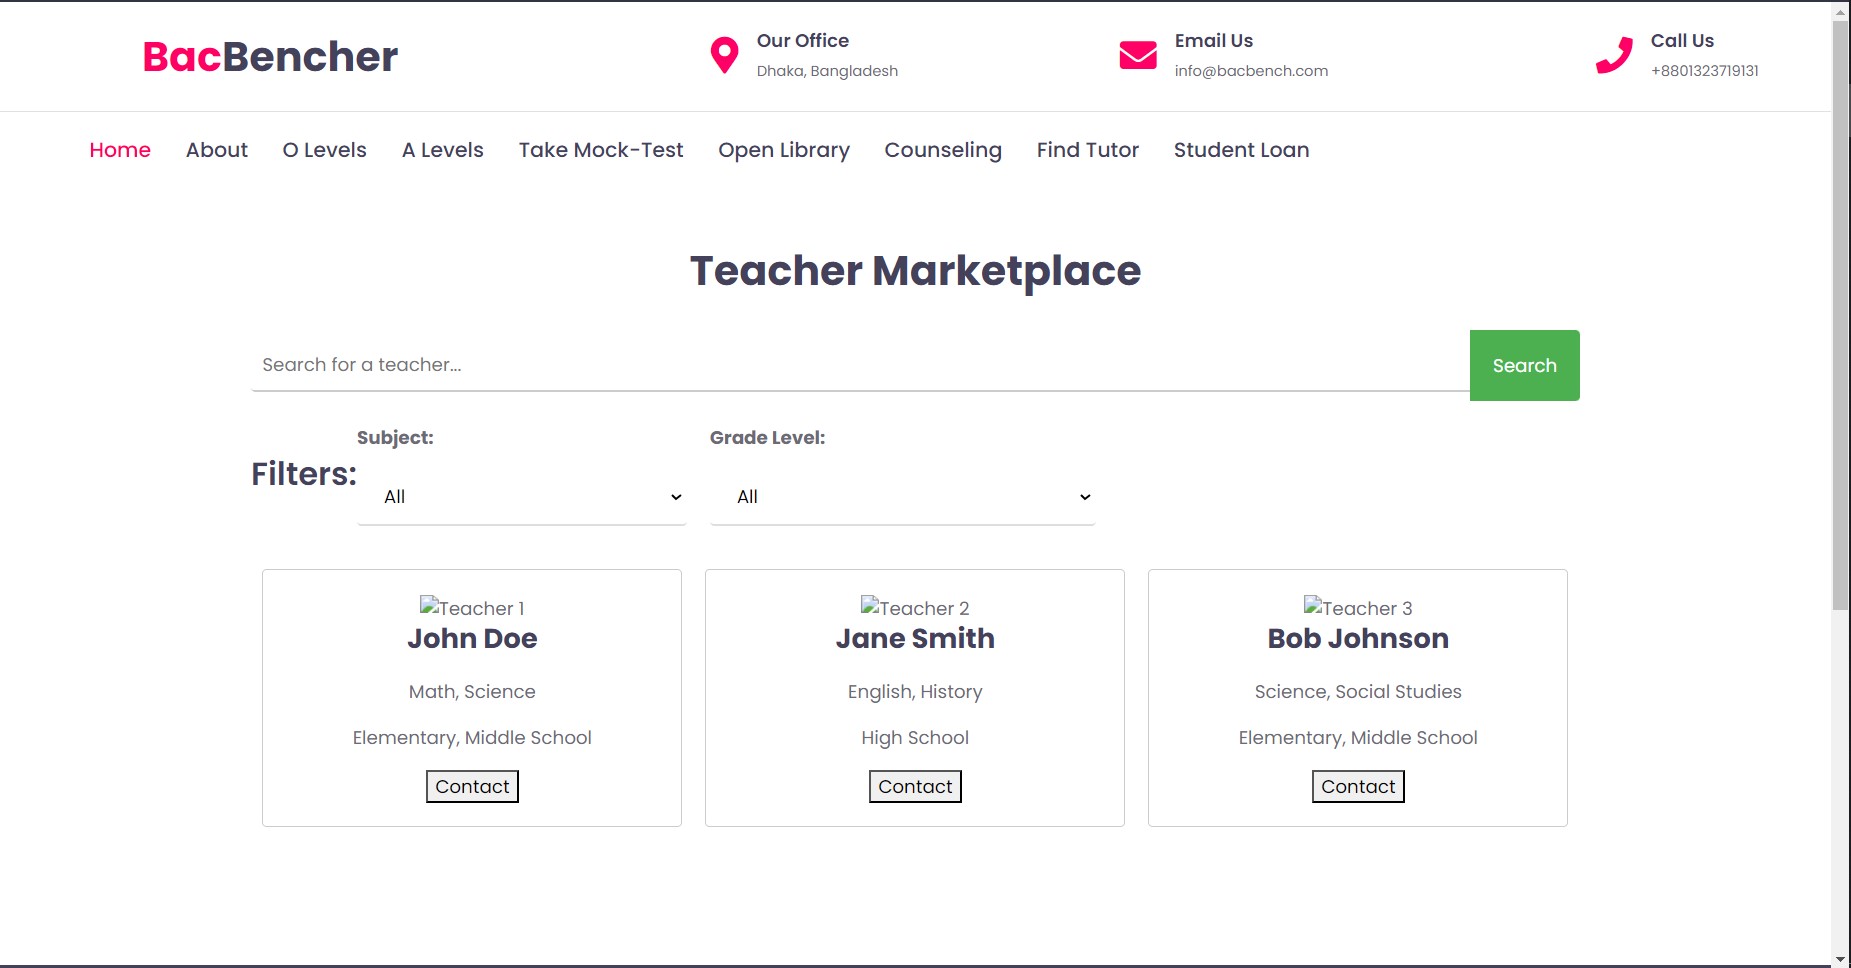 BacBencher
Our Office
Dhaka, Bangladesh
Email Us
info@bacbench.com
Call Us
+8801323719131
Home About O Levels A Levels Take Mock-Test Open Library Counseling Find Tutor Student Loan
Teacher Marketplace
Search for a teacher...
Search
Filters:
Subject:
All
Grade Level:
All
Teacher 1
John Doe
Math, Science
Elementary, Middle School
Contact
Teacher 2
Jane Smith
English, History
High School
Contact
Teacher 3
Bob Johnson
Science, Social Studies
Elementary, Middle School
Contact